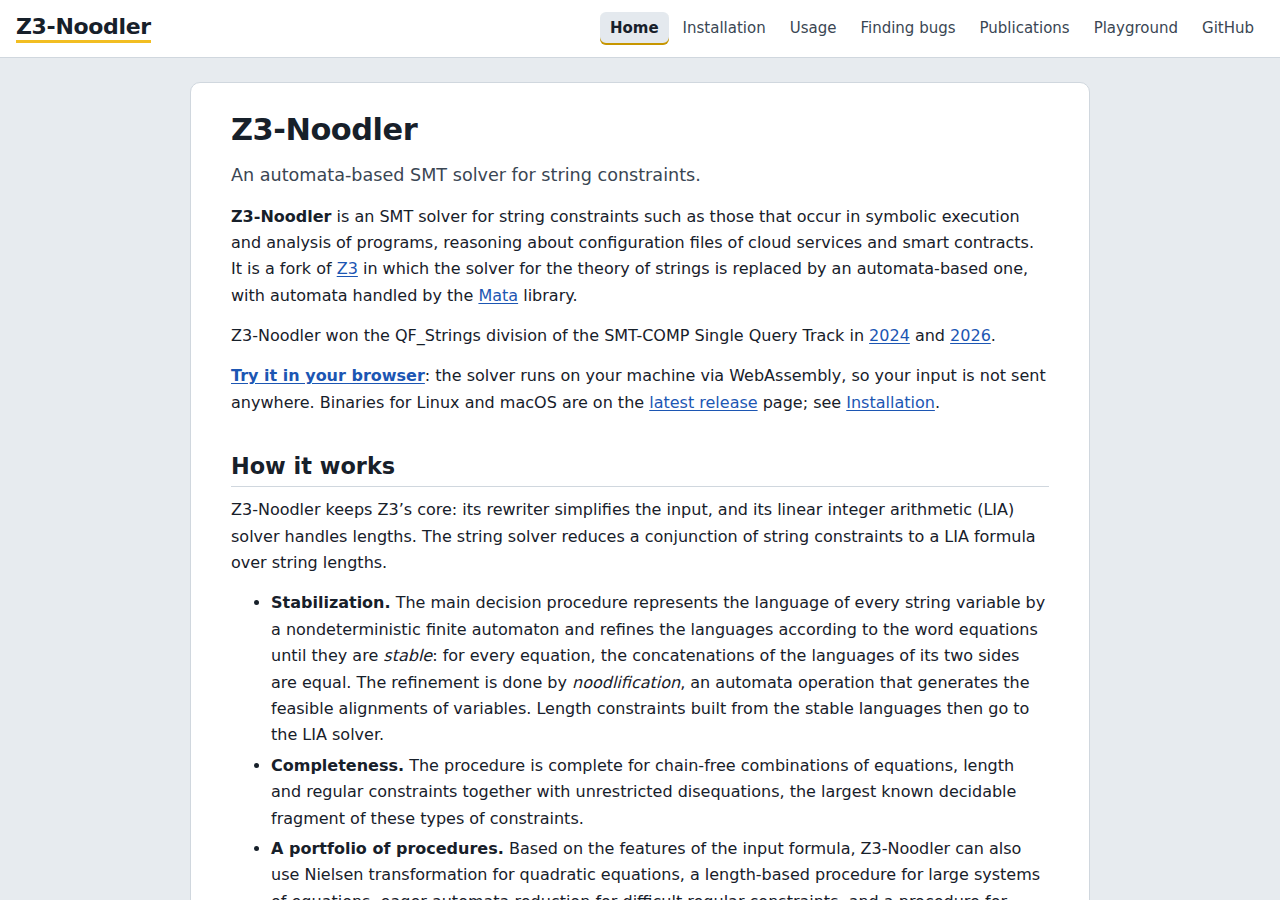 Z3-Noodler
Home Installation Usage Finding bugs Publications Playground GitHub
Z3-Noodler
An automata-based SMT solver for string constraints.
Z3-Noodler is an SMT solver for string constraints such as those that occur in symbolic execution
and analysis of programs, reasoning about configuration files of cloud services and smart contracts.
It is a fork of Z3 in which the solver for the theory of strings is replaced by an automata-based one,
with automata handled by the Mata library.
Z3-Noodler won the QF_Strings division of the SMT-COMP Single Query Track in 2024 and 2026.
Try it in your browser: the solver runs on your machine via WebAssembly, so your input is not sent
anywhere. Binaries for Linux and macOS are on the latest release page; see Installation.
How it works
Z3-Noodler keeps Z3’s core: its rewriter simplifies the input, and its linear integer arithmetic (LIA)
solver handles lengths. The string solver reduces a conjunction of string constraints to a LIA formula
over string lengths.
• Stabilization. The main decision procedure represents the language of every string variable by
a nondeterministic finite automaton and refines the languages according to the word equations
until they are stable: for every equation, the concatenations of the languages of its two sides
are equal. The refinement is done by noodlification, an automata operation that generates the
feasible alignments of variables. Length constraints built from the stable languages then go to
the LIA solver.
• Completeness. The procedure is complete for chain-free combinations of equations, length
and regular constraints together with unrestricted disequations, the largest known decidable
fragment of these types of constraints.
• A portfolio of procedures. Based on the features of the input formula, Z3-Noodler can also
use Nielsen transformation for quadratic equations, a length-based procedure for large systems
of equations, eager automata reduction for difficult regular constraints, and a procedure for